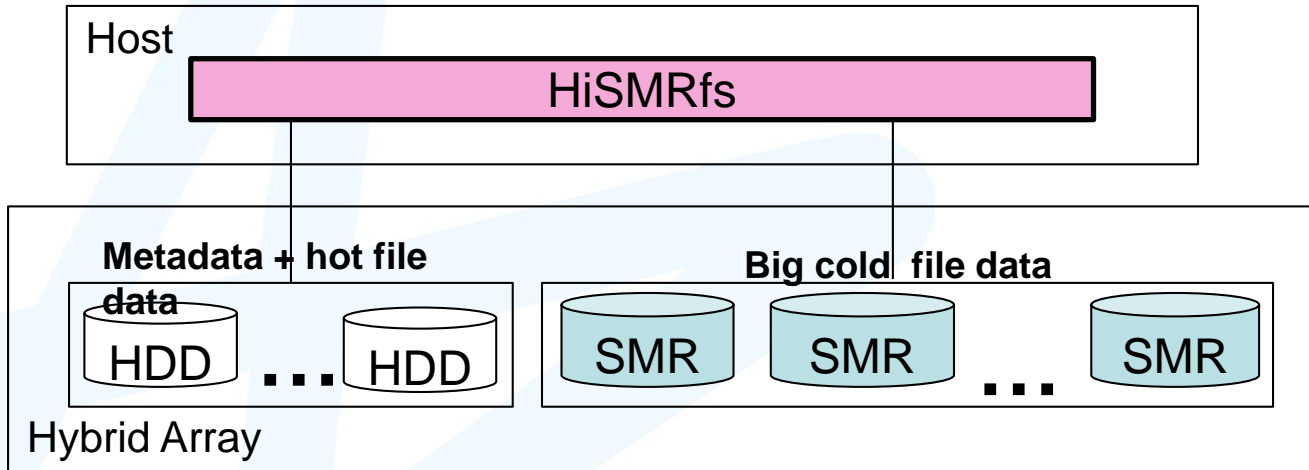 Host
HiSMRfs
Metadata + hot file
data
Big cold file data
HDD ... HDD
SMR SMR ... SMR
Hybrid Array